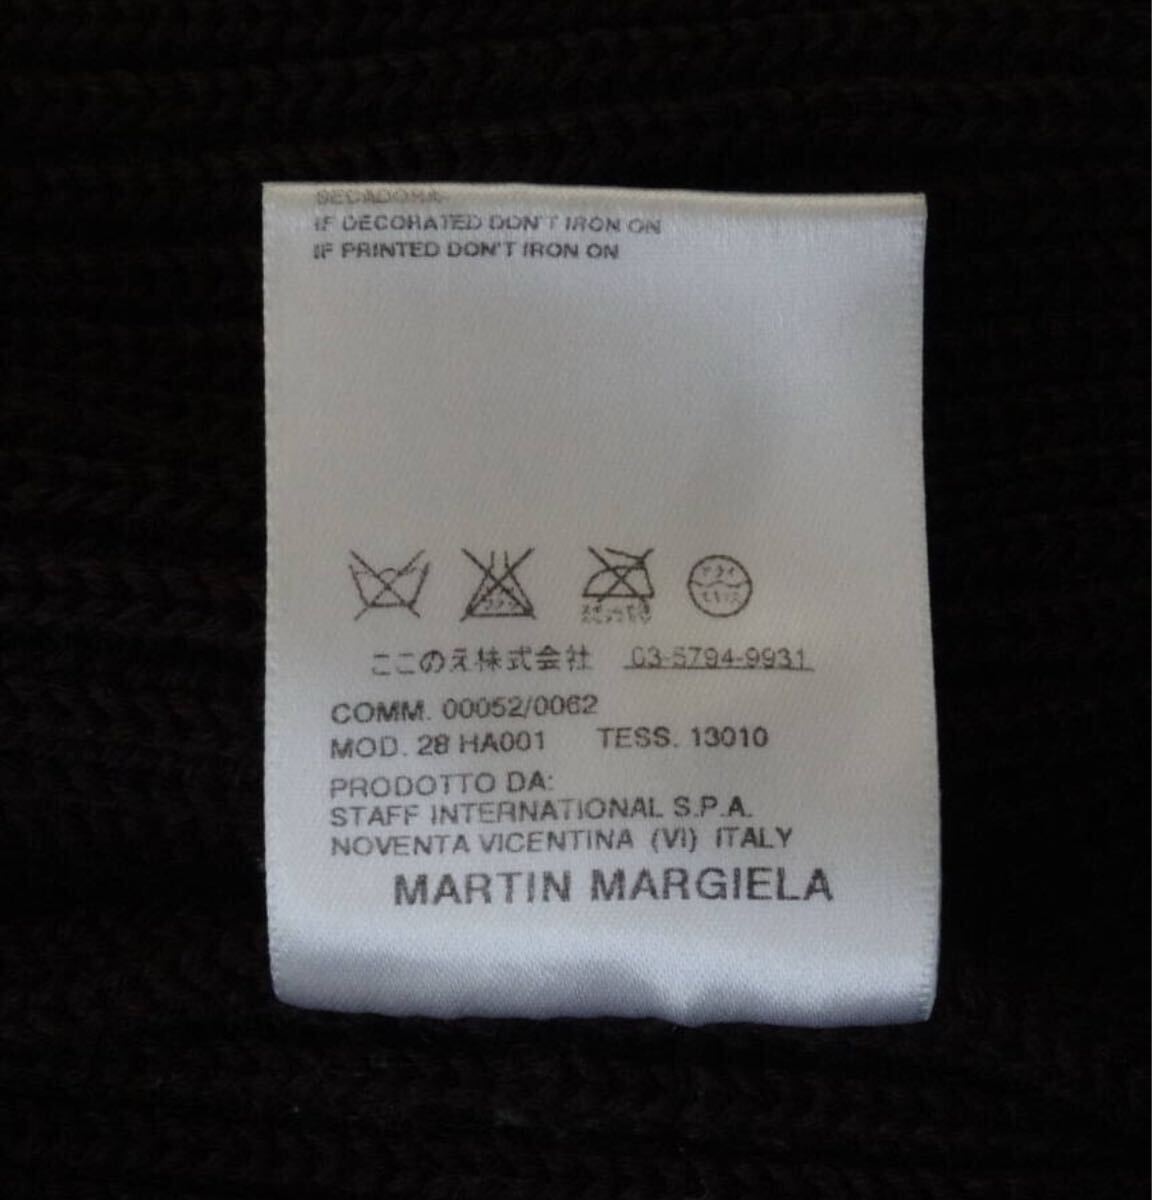 SECADORA
IF DECORATED DON'T IRON ON
IF PRINTED DON'T IRON ON
ここのえ株式会社 03-5794-9931
COMM. 00052/0062
MOD. 28 HA001 TESS. 13010
PRODOTTO DA:
STAFF INTERNATIONAL S.P.A.
NOVENTA VICENTINA (VI) ITALY
MARTIN MARGIELA